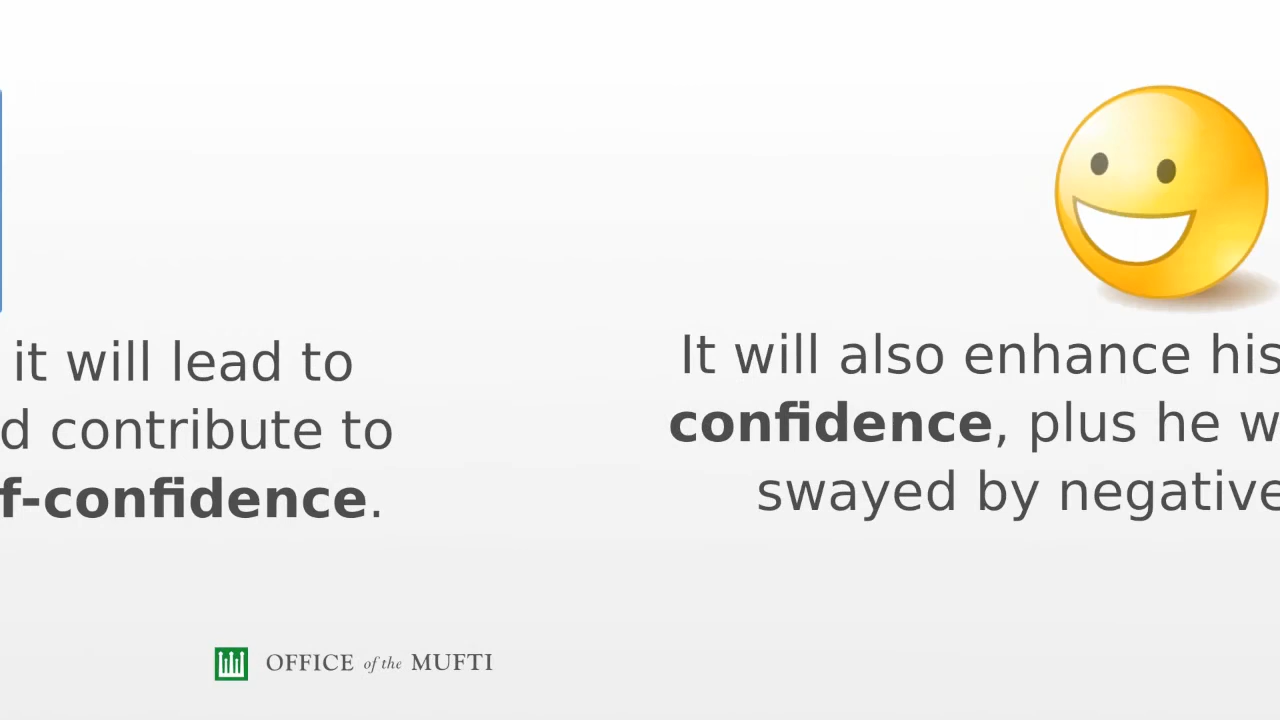 it will lead to
d contribute to
f-confidence.
It will also enhance his
confidence, plus he w
swayed by negative
OFFICE of the MUFTI